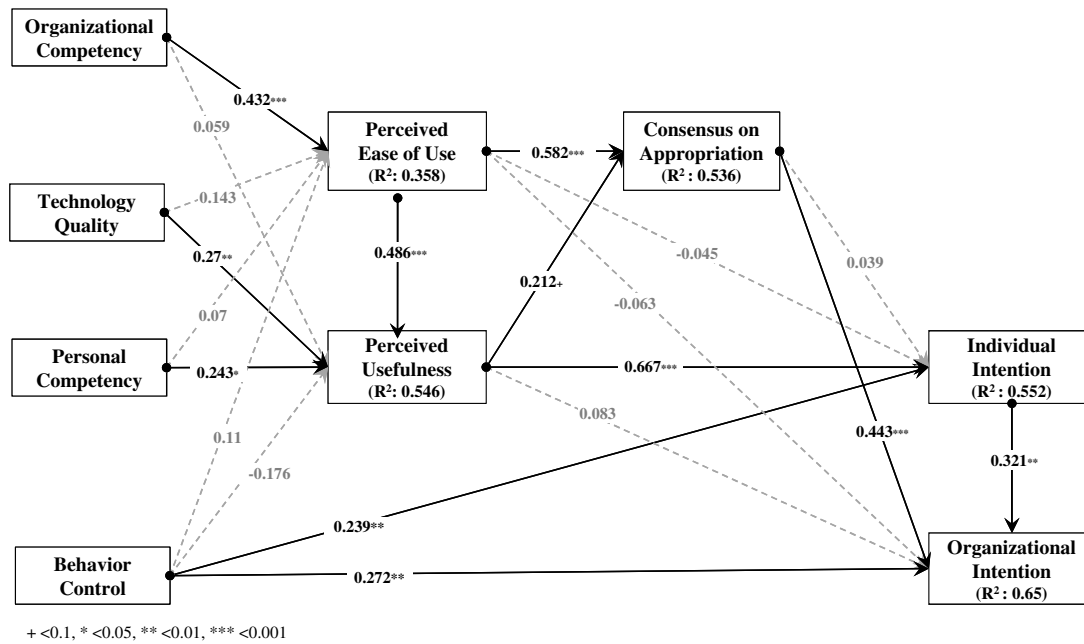 Organizational
Competency
0.432***
0.059
Perceived
Ease of Use
(R²: 0.358)
0.582***
Consensus on
Appropriation
(R² : 0.536)
Technology
Quality
0.143
0.27**
0.486***
-0.045
0.039
0.212+
-0.063
0.07
Personal
Competency
0.243*
Perceived
Usefulness
(R²: 0.546)
0.667***
Individual
Intention
(R² : 0.552)
0.11
0.083
0.443***
-0.176
0.321**
0.239**
Behavior
Control
0.272**
Organizational
Intention
(R² : 0.65)
+ <0.1, * <0.05, ** <0.01, *** <0.001